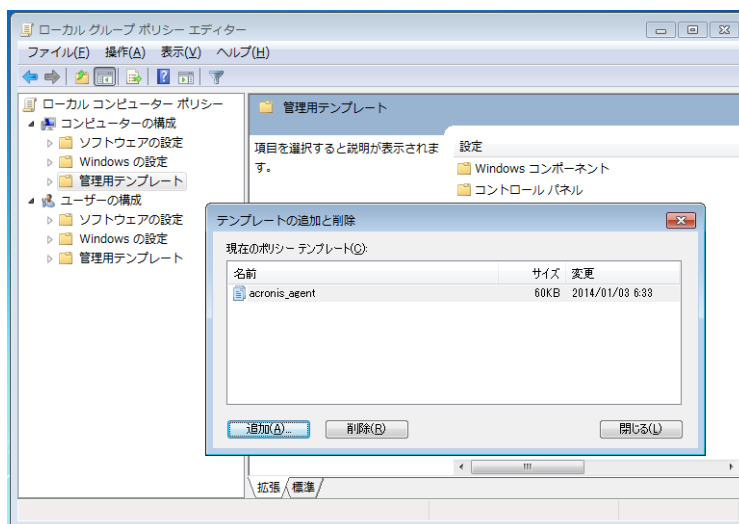 ローカル グループ ポリシー エディター
ファイル(F) 操作(A) 表示(V) ヘルプ(H)
ローカル コンピューター ポリシー
コンピューターの構成
ソフトウェアの設定
Windows の設定
管理用テンプレート
ユーザーの構成
ソフトウェアの設定
Windows の設定
管理用テンプレート
管理用テンプレート
項目を選択すると説明が表示されま
す。
設定
Windows コンポーネント
コントロール パネル
テンプレートの追加と削除
現在のポリシー テンプレート(C):
名前 サイズ 変更
acronis_agent 60KB 2014/01/03 6:33
追加(A)... 削除(R) 閉じる(L)
拡張 標準